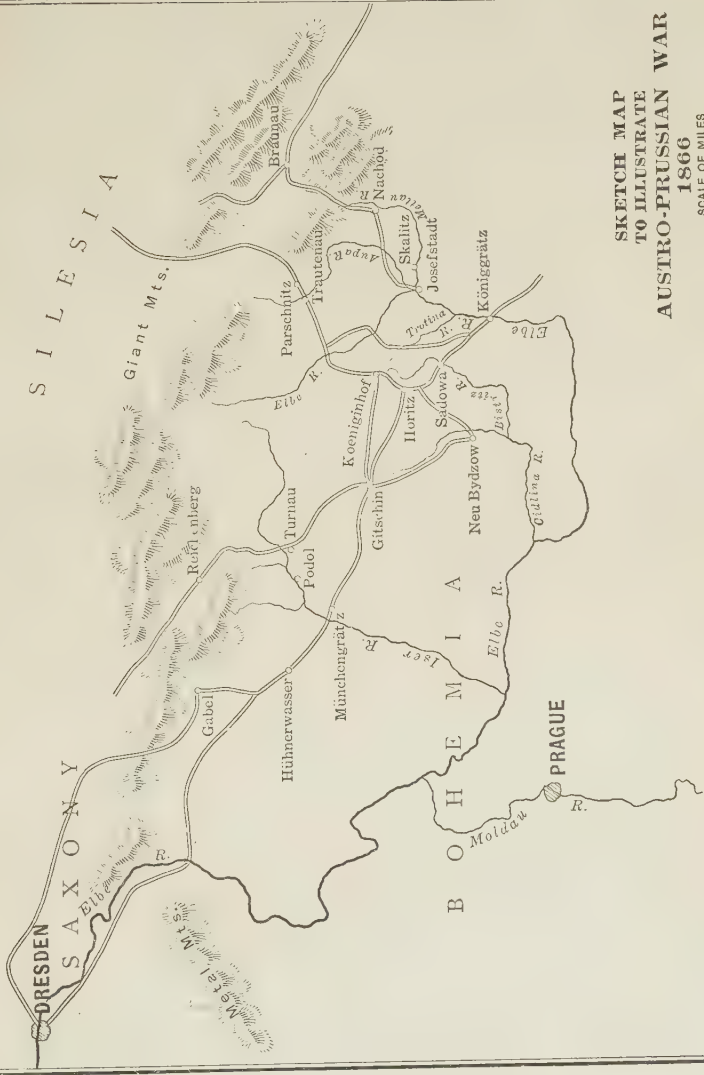 SILESIA
Giant Mts.
SAXONY
DRESDEN
Elbe
R.
Metal Mts.
Braunau
Nachod
R.
Mettau
Trautenau
Parschnitz
Aupa R.
Skalitz
Josefstadt
Königgrätz
Trotina
R.
R.
Elbe
Elbe
R.
Koeniginhof
Horitz
Sadowa
Bistritz
R.
Reichenberg
Turnau
Podol
Gitschin
Neu Bydzow
Cidlina R.
Gabel
Hühnerwasser
Münchengrätz
Iser
R.
Elbe R.
BOHEMIA
Moldau
R.
PRAGUE
SKETCH MAP
TO ILLUSTRATE
AUSTRO-PRUSSIAN WAR
1866
SCALE OF MILES